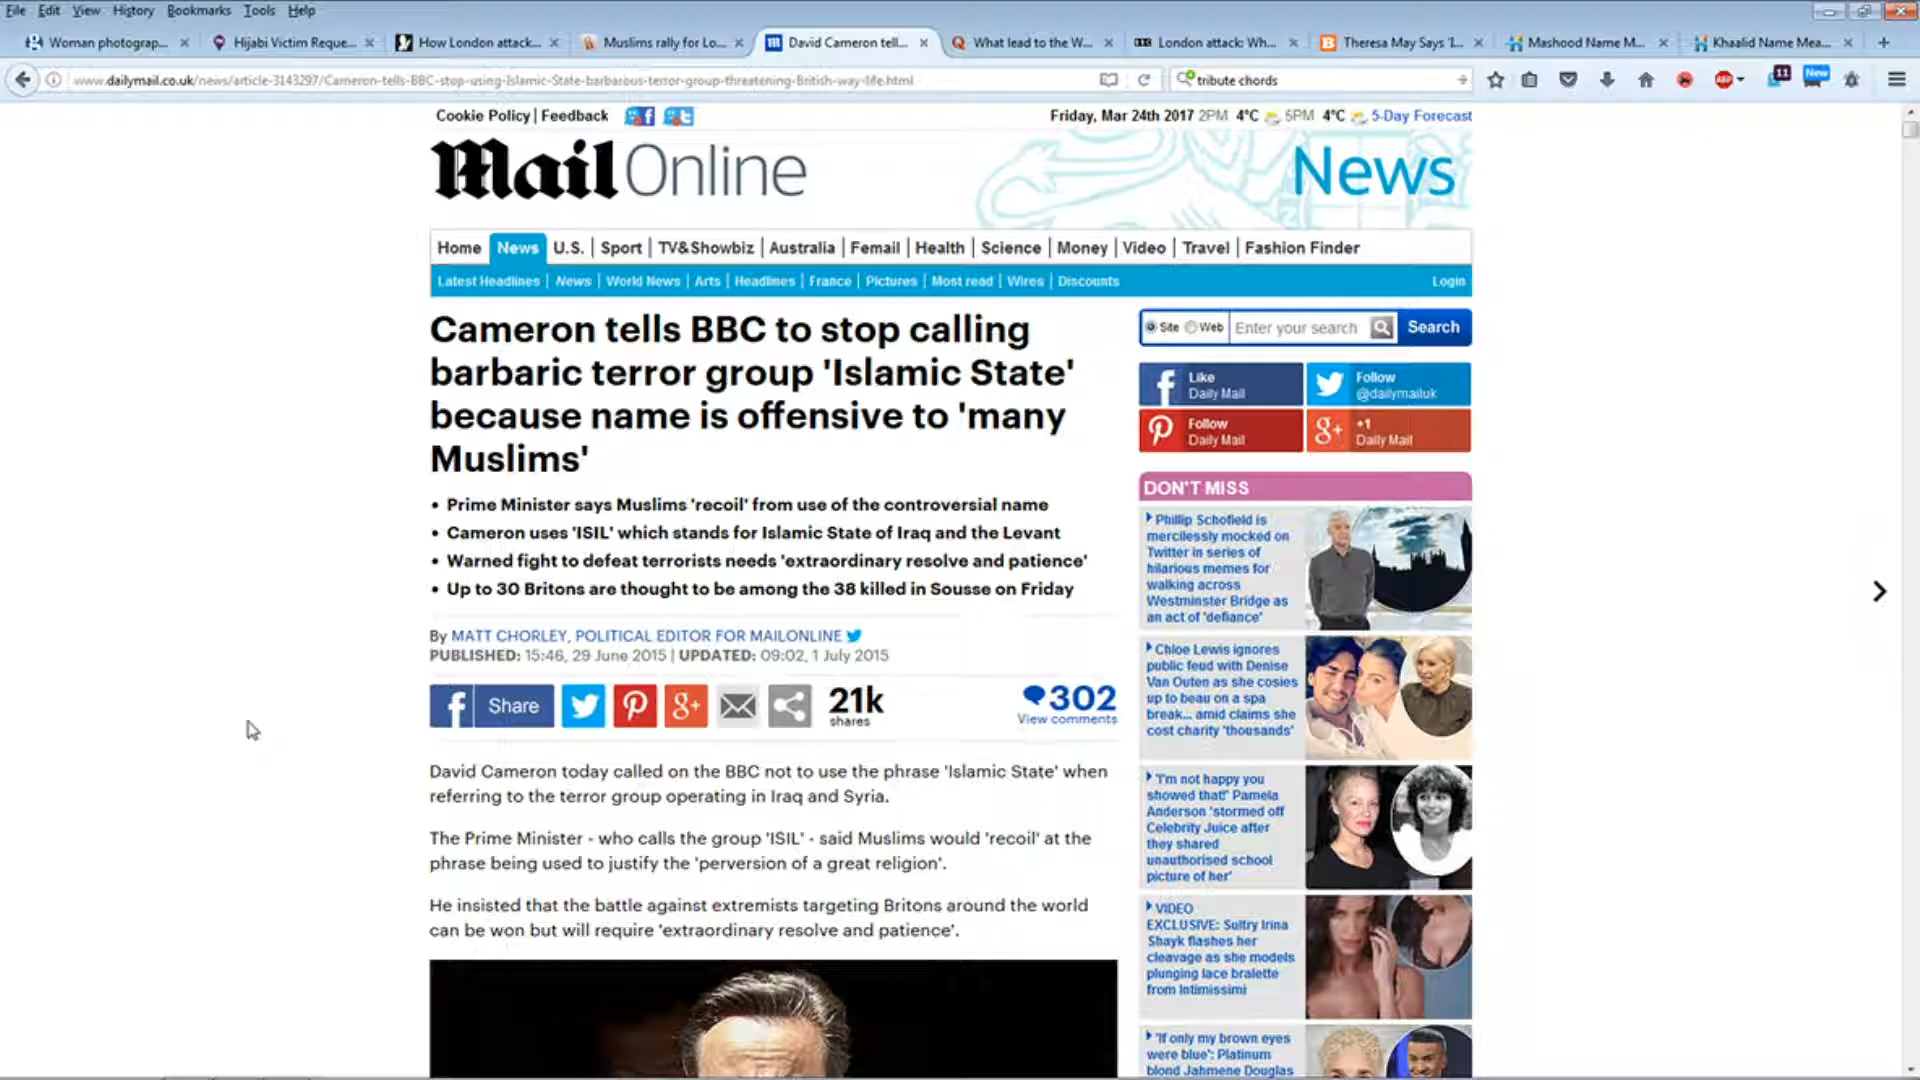 File Edit View History Bookmarks Tools Help
Woman photograp...
Hijabi Victim Reque...
How London attack...
Muslims rally for Lo...
David Cameron tell...
What lead to the W...
London attack: Wh...
Theresa May Says 'I...
Mashood Name M...
Khaalid Name Mea...
www.dailymail.co.uk/news/article-3143297/Cameron-tells-BBC-stop-using-Islamic-State-barbarous-terror-group-threatening-British-way-life.html
tribute chords
ABP
11
New
Cookie Policy | Feedback
Friday, Mar 24th 2017 2PM 4°C 5PM 4°C 5-Day Forecast
Mail Online
News
Home News U.S. | Sport | TV&Showbiz | Australia | Femail | Health | Science | Money | Video | Travel | Fashion Finder
Latest Headlines | News | World News | Arts | Headlines | France | Pictures | Most read | Wires | Discounts
Login
Cameron tells BBC to stop calling
barbaric terror group 'Islamic State'
because name is offensive to 'many
Muslims'
• Prime Minister says Muslims 'recoil' from use of the controversial name
• Cameron uses 'ISIL' which stands for Islamic State of Iraq and the Levant
• Warned fight to defeat terrorists needs 'extraordinary resolve and patience'
• Up to 30 Britons are thought to be among the 38 killed in Sousse on Friday
By MATT CHORLEY, POLITICAL EDITOR FOR MAILONLINE
PUBLISHED: 15:46, 29 June 2015 | UPDATED: 09:02, 1 July 2015
Share
21k
shares
302
View comments
David Cameron today called on the BBC not to use the phrase 'Islamic State' when
referring to the terror group operating in Iraq and Syria.
The Prime Minister - who calls the group 'ISIL' - said Muslims would 'recoil' at the
phrase being used to justify the 'perversion of a great religion'.
He insisted that the battle against extremists targeting Britons around the world
can be won but will require 'extraordinary resolve and patience'.
Site Web Enter your search Search
Like
Daily Mail
Follow
@dailymailuk
Follow
Daily Mail
+1
Daily Mail
DON'T MISS
Phillip Schofield is
mercilessly mocked on
Twitter in series of
hilarious memes for
walking across
Westminster Bridge as
an act of 'defiance'
Chloe Lewis ignores
public feud with Denise
Van Outen as she cosies
up to beau on a spa
break... amid claims she
cost charity 'thousands'
'I'm not happy you
showed that!' Pamela
Anderson 'stormed off
Celebrity Juice after
they shared
unauthorised school
picture of her'
VIDEO
EXCLUSIVE: Sultry Irina
Shayk flashes her
cleavage as she models
plunging lace bralette
from Intimissimi
'If only my brown eyes
were blue': Platinum
blond Jahmene Douglas